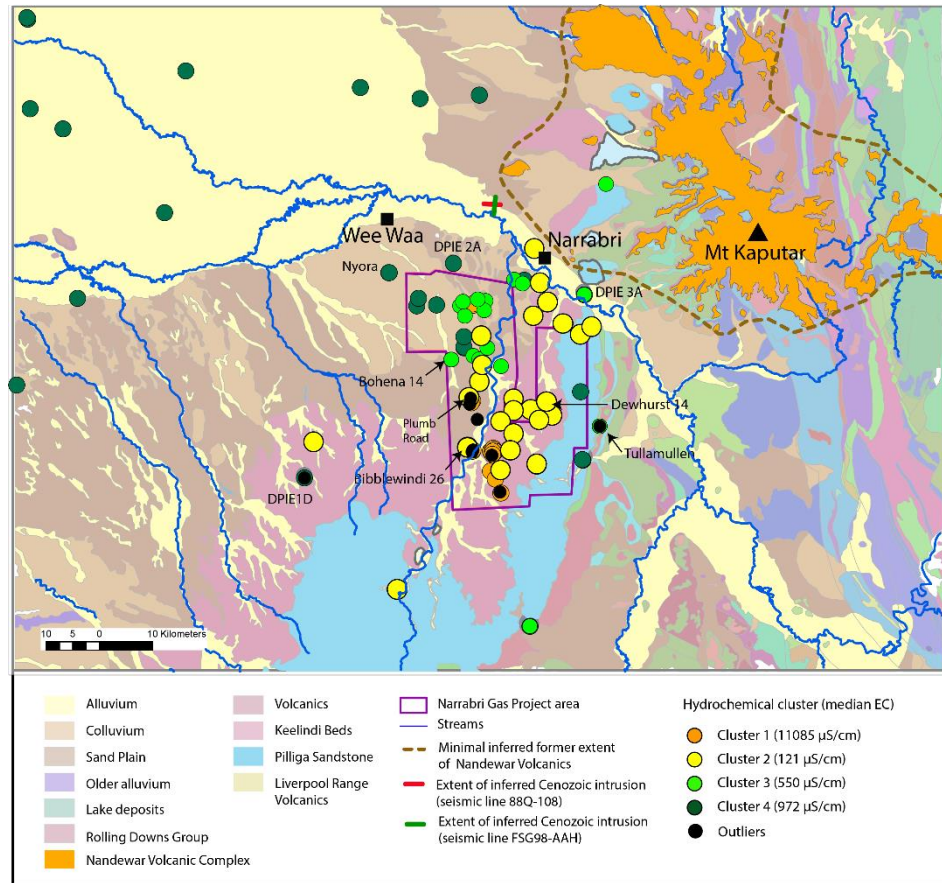 Wee Waa
Narrabri
Mt Kaputar
DPIE 2A
Nyora
DPIE 3A
Bohena 14
Plumb
Road
Dewhurst 14
Bibblewindi 26
Tullamullen
DPIE1D
10 5 0 10 Kilometers
Alluvium
Colluvium
Sand Plain
Older alluvium
Lake deposits
Rolling Downs Group
Nandewar Volcanic Complex
Volcanics
Keelindi Beds
Pilliga Sandstone
Liverpool Range
Volcanics
Narrabri Gas Project area
Streams
Minimal inferred former extent
of Nandewar Volcanics
Extent of inferred Cenozoic intrusion
(seismic line 88Q-108)
Extent of inferred Cenozoic intrusion
(seismic line FSG98-AAH)
Hydrochemical cluster (median EC)
Cluster 1 (11085 µS/cm)
Cluster 2 (121 µS/cm)
Cluster 3 (550 µS/cm)
Cluster 4 (972 µS/cm)
Outliers